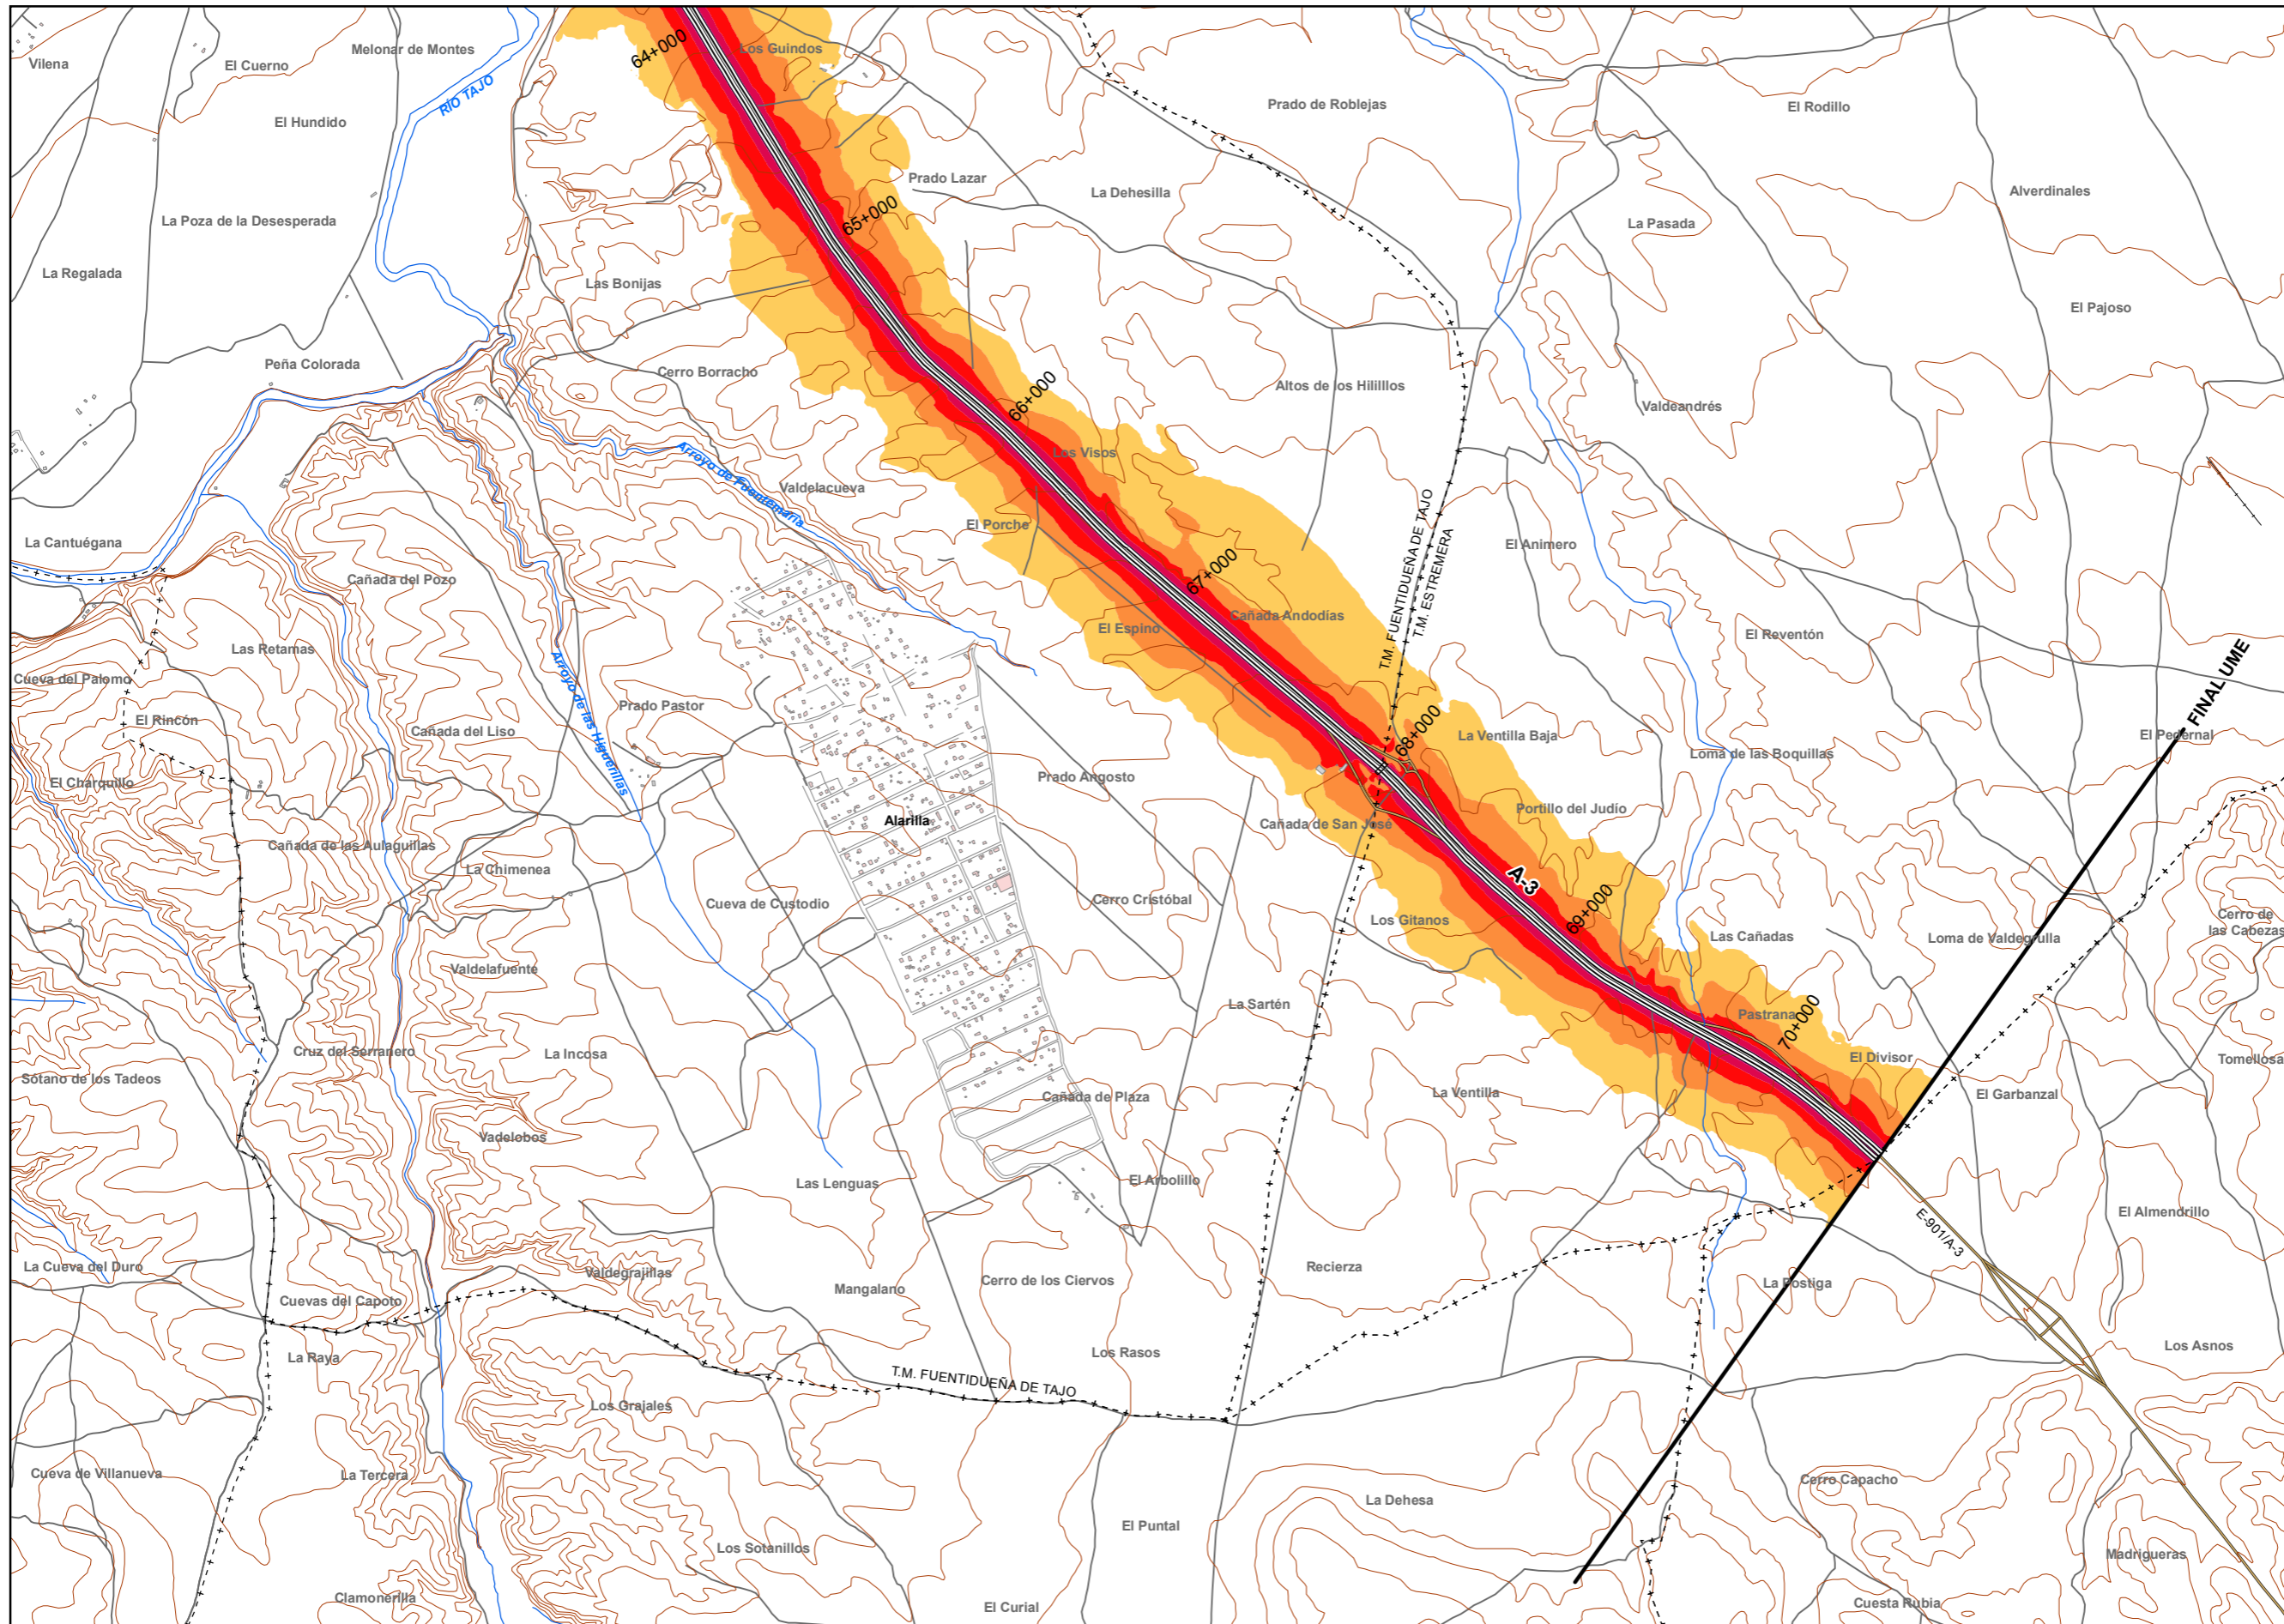 Melonar de Montes
Los Guindos
Vilena
El Cuerno
64+000
RÍO TAJO
Prado de Roblejas
El Rodillo
El Hundido
Prado Lazar
La Dehesilla
Alverdinales
La Poza de la Desesperada
65+000
La Pasada
La Regalada
Las Bonijas
El Pajoso
Peña Colorada
Cerro Borracho
66+000
Altos de los Hilillos
Valdeandrés
Los Visos
Arroyo de Fuentemaría
Valdelacueva
El Porche
La Cantuégana
El Animero
T.M. FUENTIDUEÑA DE TAJO
T.M. ESTREMERA
Cañada del Pozo
67+000
Cañada Andodías
El Espino
El Reventón
Las Retamas
Cueva del Palomo
Arroyo de las Higuerillas
FINAL UME
El Rincón
Prado Pastor
Cañada del Liso
68+000
La Ventilla Baja
El Pedernal
Loma de las Boquillas
El Charquillo
Prado Angosto
Portillo del Judío
Alarilla
Cañada de San José
Cañada de las Aulaguillas
La Chimenea
A-3
Cueva de Custodio
Cerro Cristóbal
69+000
Los Gitanos
Cerro de
las Cabezas
Las Cañadas
Loma de Valdegrulla
Valdelafuente
La Sartén
Pastrana
70+000
Cruz del Serranero
La Incosa
El Divisor
Tomellosa
Sótano de los Tadeos
Cañada de Plaza
La Ventilla
El Garbanzal
Vadelobos
Las Lenguas
El Arbolillo
El Almendrillo
E-901/A-3
La Cueva del Duro
Valdegrajillas
Recierza
Cerro de los Ciervos
La Postiga
Mangalano
Cuevas del Capoto
La Raya
Los Rasos
Los Asnos
T.M. FUENTIDUEÑA DE TAJO
Los Grajales
Cueva de Villanueva
La Tercera
Cerro Capacho
La Dehesa
El Puntal
Los Sotanillos
Madrigueras
Clamonerilla
El Curial
Cuesta Rubia